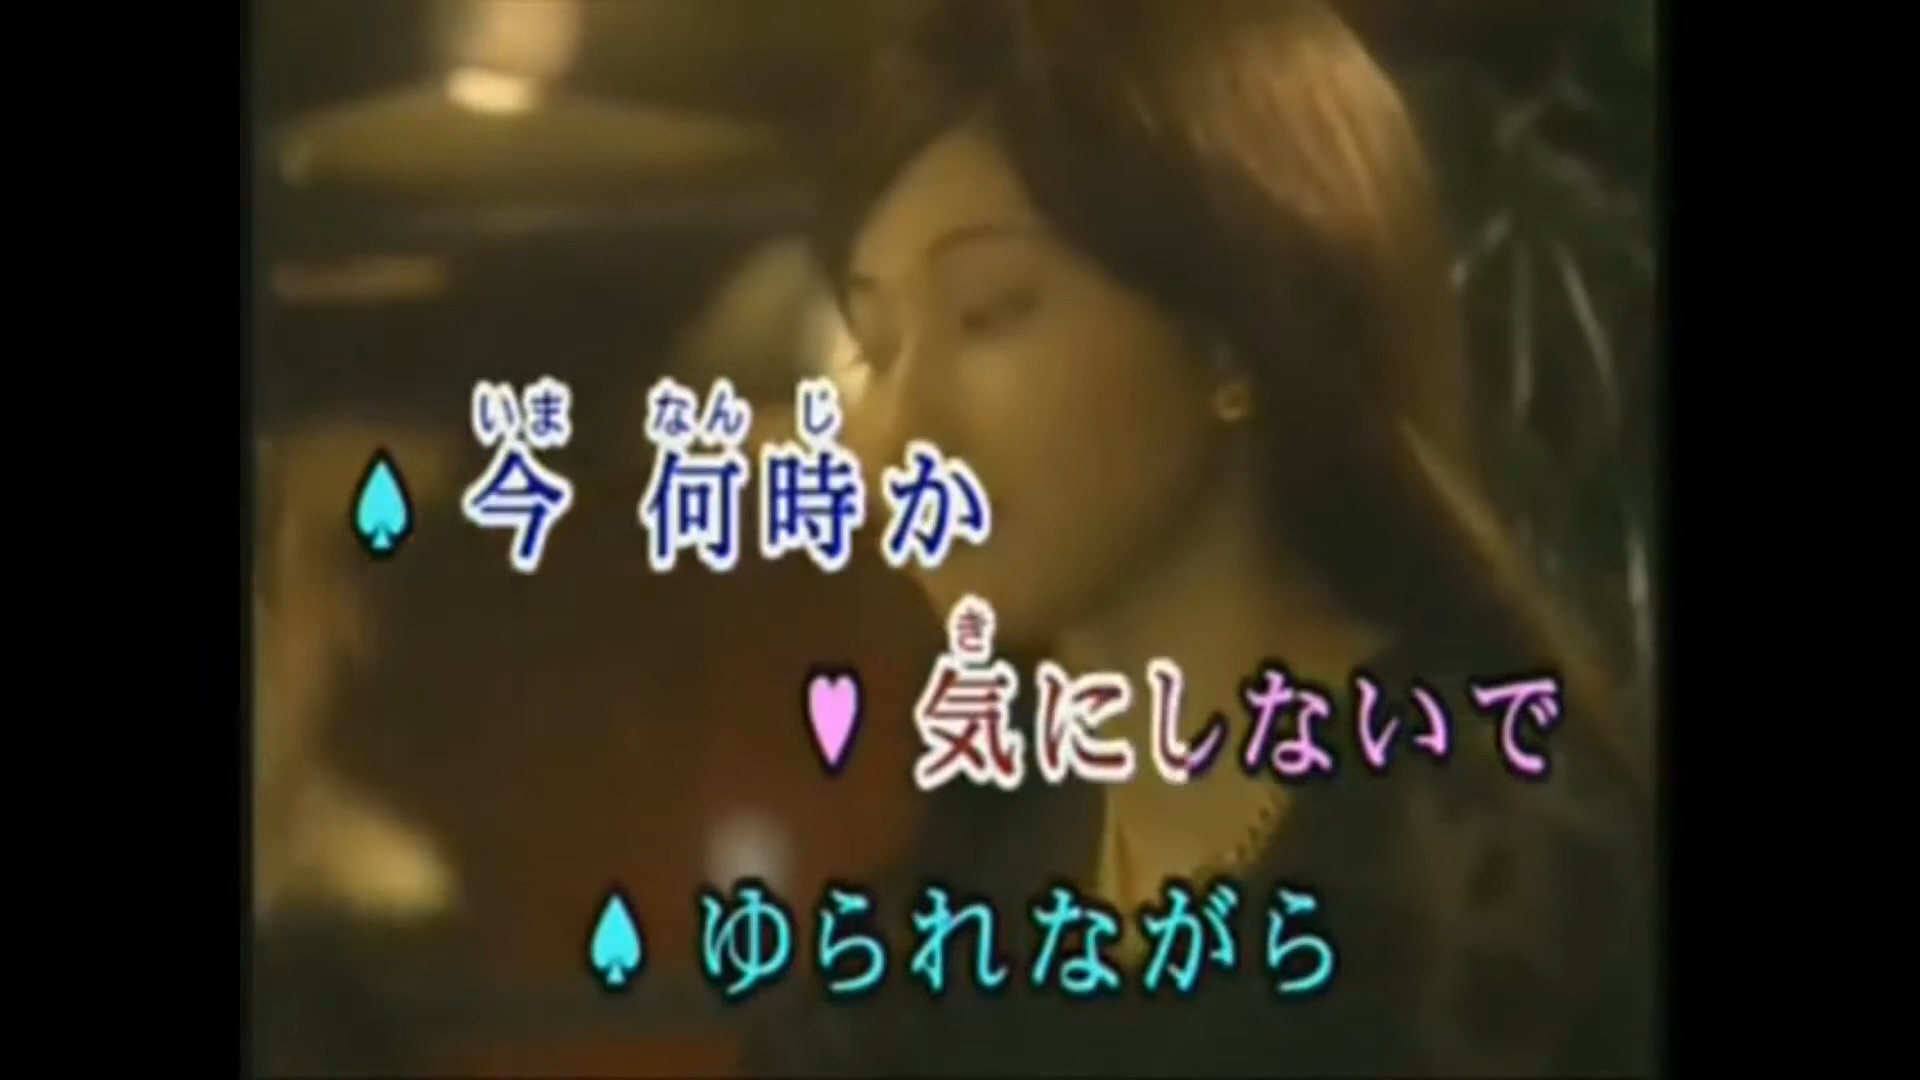 いま なん じ
♠ 今 何時か
き
♥ 気にしないで
♠ ゆられながら